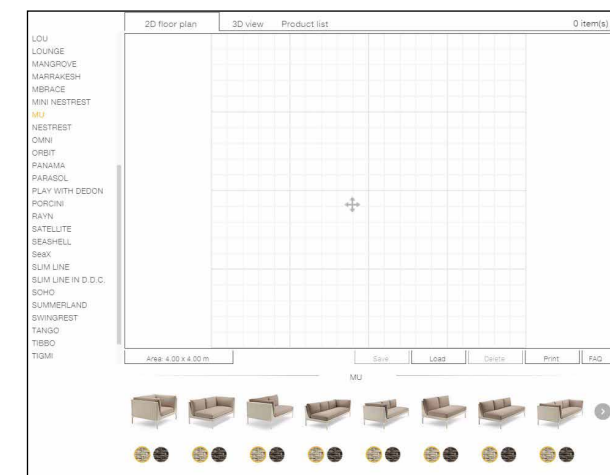 2D floor plan 3D view Product list 0 item(s)
LOU
LOUNGE
MANGROVE
MARRAKESH
MBRACE
MINI NESTREST
MU
NESTREST
OMNI
ORBIT
PANAMA
PARASOL
PLAY WITH DEDON
PORCINI
RAYN
SATELLITE
SEASHELL
SeaX
SLIM LINE
SLIM LINE IN D.D.C.
SOHO
SUMMERLAND
SWINGREST
TANGO
TIBBO
TIGMI
Area: 4.00 x 4.00 m Save Load Delete Print FAQ
MU